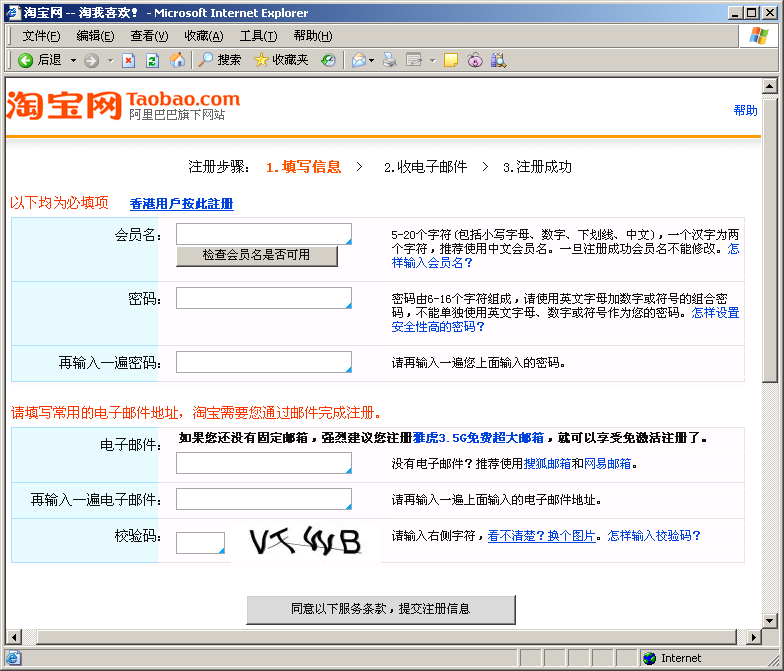 淘宝网 -- 淘我喜欢！ - Microsoft Internet Explorer
文件(F) 编辑(E) 查看(V) 收藏(A) 工具(T) 帮助(H)
后退 搜索 收藏夹
淘宝网 Taobao.com
阿里巴巴旗下网站
帮助
注册步骤： 1.填写信息 > 2.收电子邮件 > 3.注册成功
以下均为必填项 香港用户按此註冊
会员名：
检查会员名是否可用
5-20个字符(包括小写字母、数字、下划线、中文)，一个汉字为两
个字符，推荐使用中文会员名。一旦注册成功会员名不能修改。怎
样输入会员名？
密码：
密码由6-16个字符组成，请使用英文字母加数字或符号的组合密
码，不能单独使用英文字母、数字或符号作为您的密码。怎样设置
安全性高的密码？
再输入一遍密码： 请再输入一遍您上面输入的密码。
请填写常用的电子邮件地址，淘宝需要您通过邮件完成注册。
电子邮件： 如果您还没有固定邮箱，强烈建议您注册雅虎3.5G免费超大邮箱，就可以享受免激活注册了。
没有电子邮件？推荐使用搜狐邮箱和网易邮箱。
再输入一遍电子邮件： 请再输入一遍上面输入的电子邮件地址。
校验码： 请输入右侧字符，看不清楚？换个图片。怎样输入校验码？
同意以下服务条款，提交注册信息
Internet